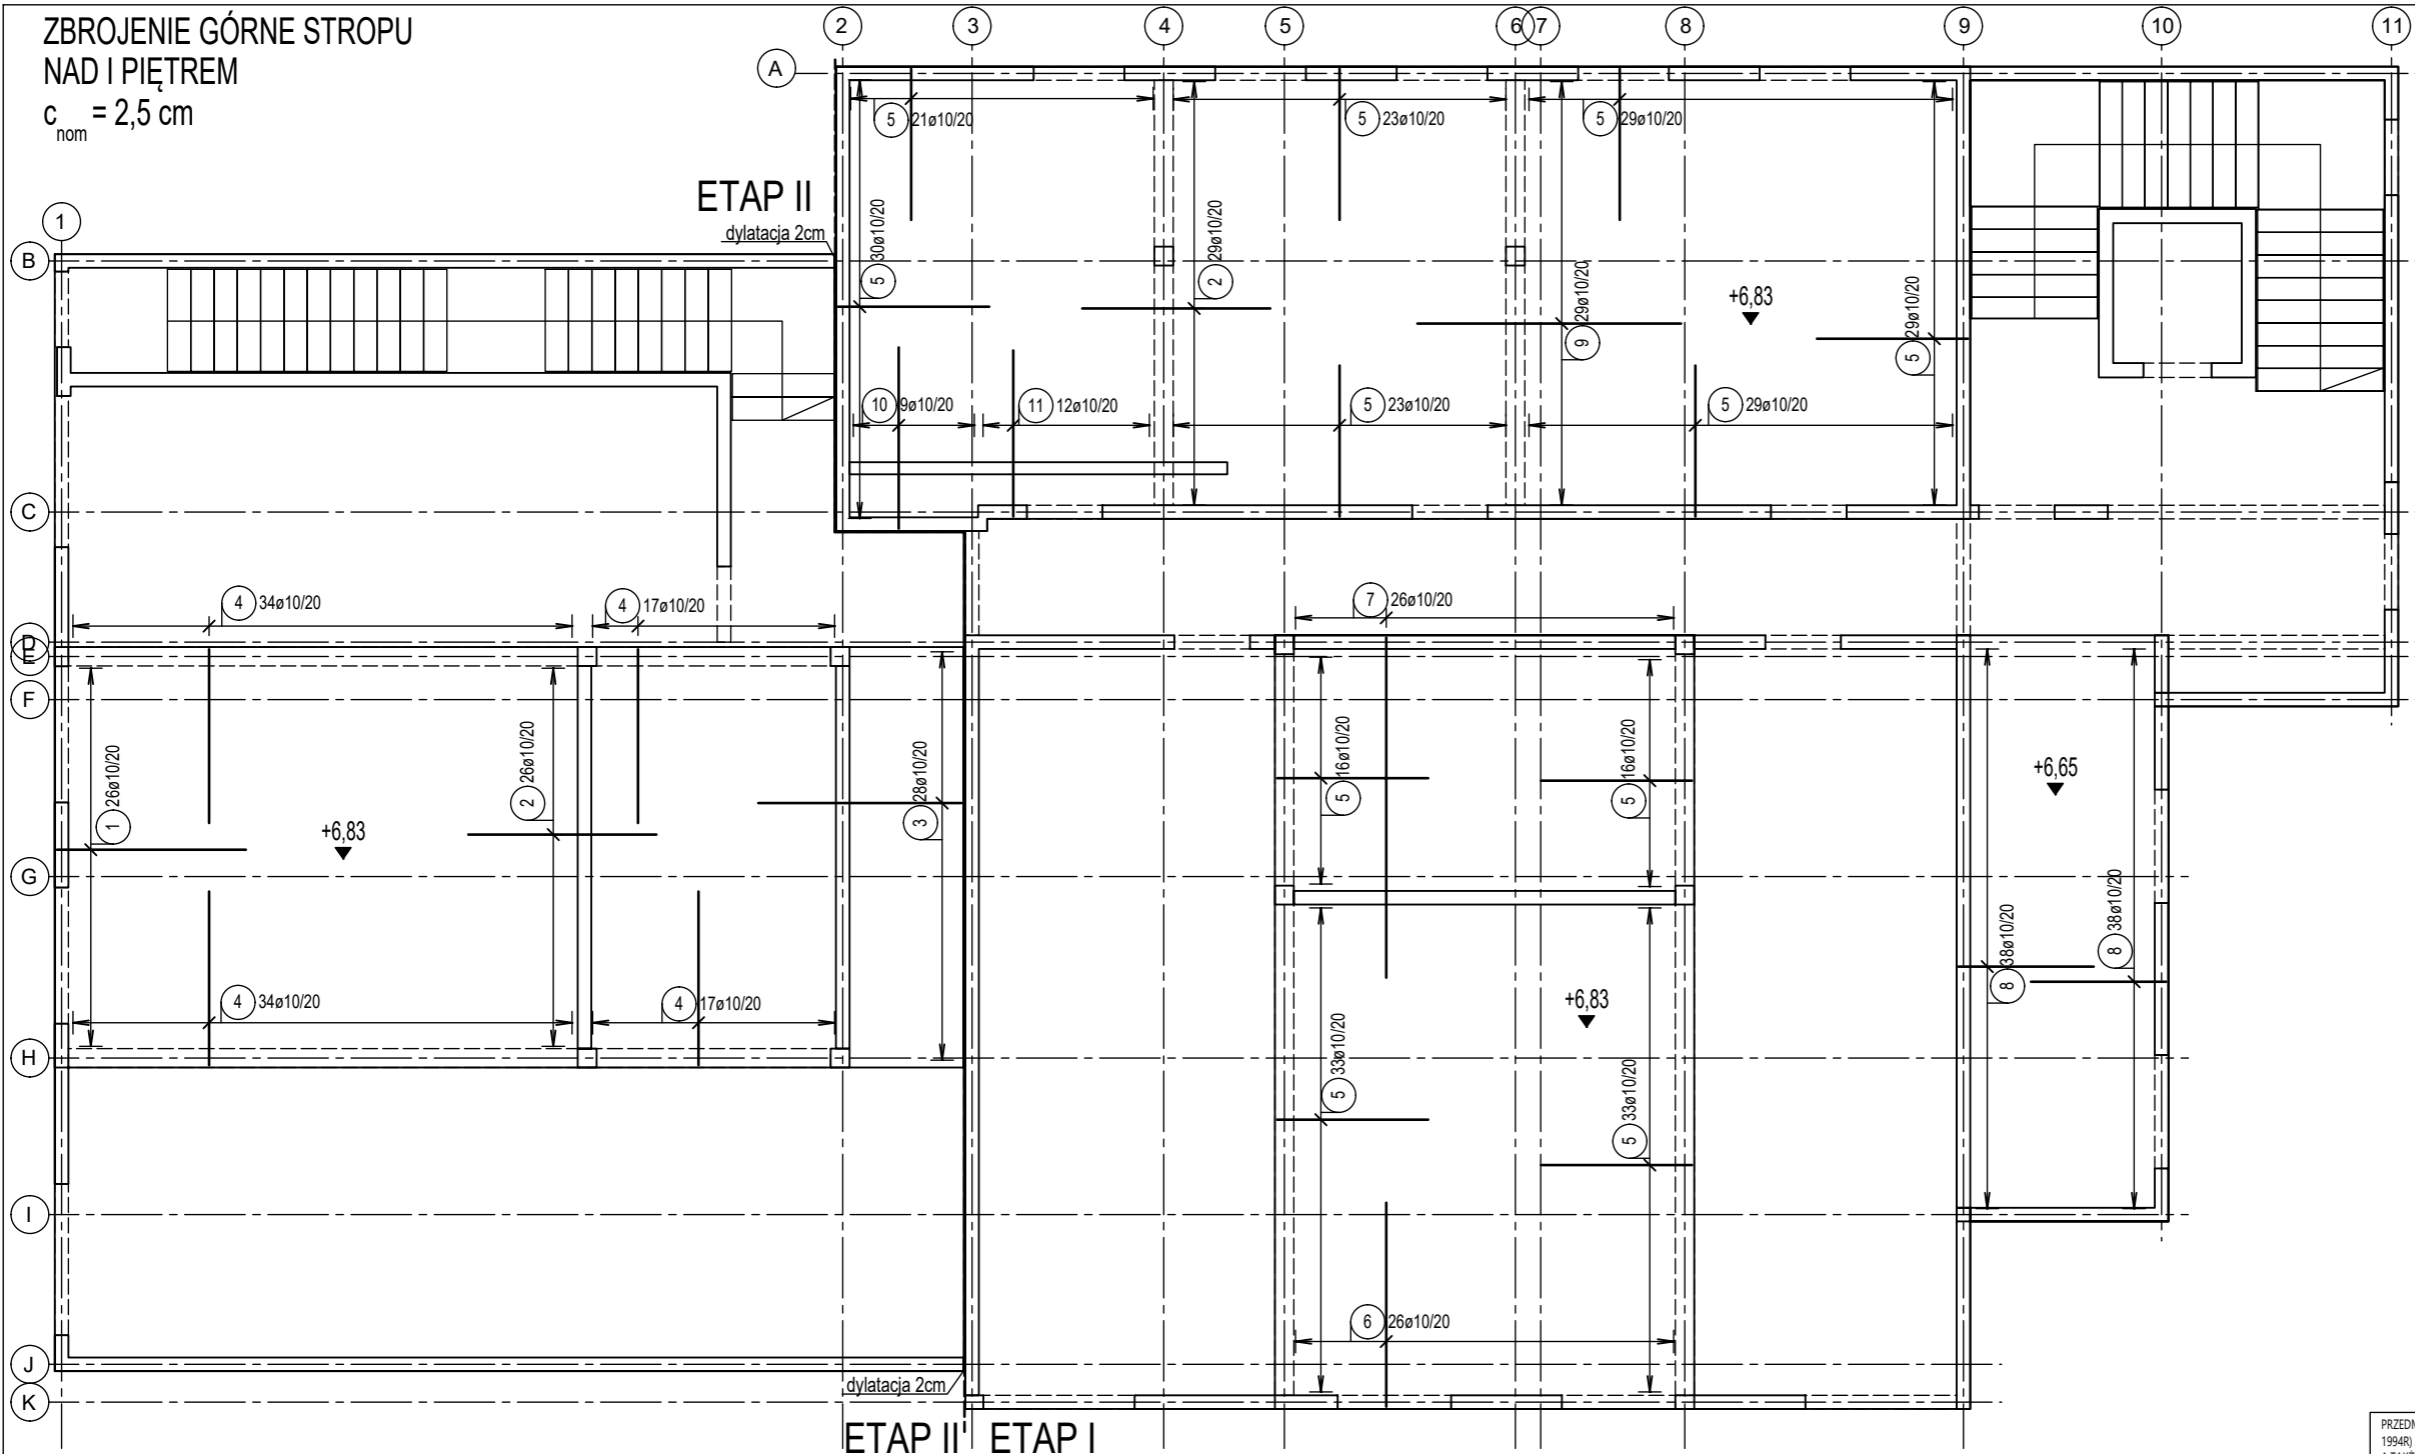 ZBROJENIE GÓRNE STROPU
NAD I PIĘTREM
c nom = 2,5 cm
2
3
4
5
6
7
8
9
10
11
A
5 21ø10/20
5 23ø10/20
5 29ø10/20
ETAP II
dylatacja 2cm
1
B
5 30ø10/20
2 29ø10/20
9 29ø10/20
+6,83
5 29ø10/20
10 9ø10/20
11 12ø10/20
5 23ø10/20
5 29ø10/20
C
4 34ø10/20
4 17ø10/20
7 26ø10/20
D
E
F
1 26ø10/20
2 26ø10/20
3 28ø10/20
5 16ø10/20
5 16ø10/20
+6,65
+6,83
G
8 38ø10/20
8 38ø10/20
4 34ø10/20
4 17ø10/20
+6,83
H
5 33ø10/20
5 33ø10/20
I
6 26ø10/20
J
dylatacja 2cm
K
ETAP II
ETAP I
1994R)